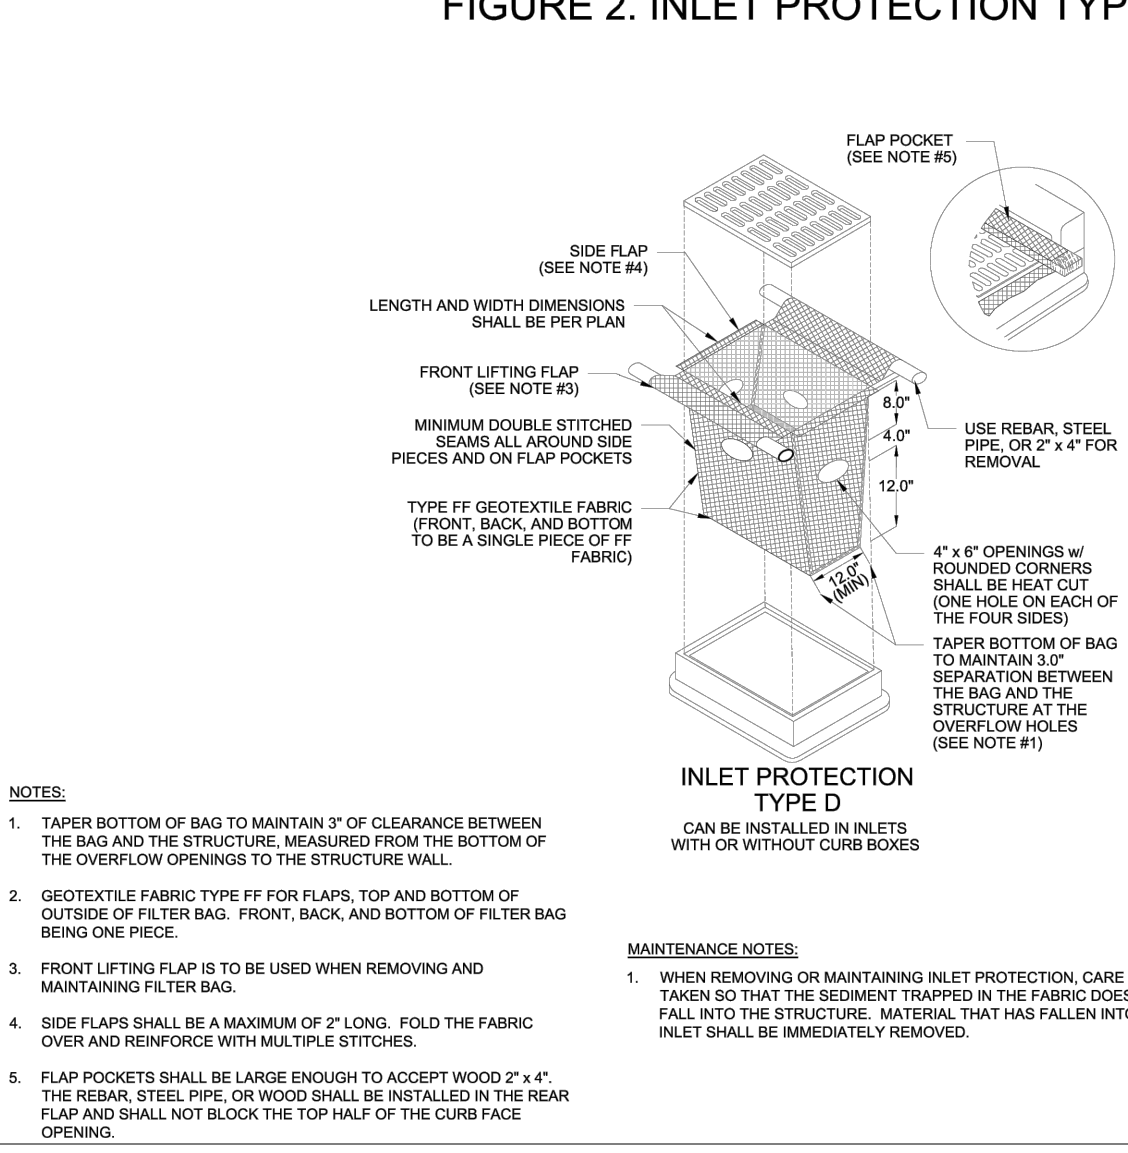 FIGURE 2. INLET PROTECTION TYP
FLAP POCKET
(SEE NOTE #5)
SIDE FLAP
(SEE NOTE #4)
LENGTH AND WIDTH DIMENSIONS
SHALL BE PER PLAN
FRONT LIFTING FLAP
(SEE NOTE #3)
MINIMUM DOUBLE STITCHED
SEAMS ALL AROUND SIDE
PIECES AND ON FLAP POCKETS
TYPE FF GEOTEXTILE FABRIC
(FRONT, BACK, AND BOTTOM
TO BE A SINGLE PIECE OF FF
FABRIC)
8.0"
4.0"
12.0"
12.0"
(MIN)
USE REBAR, STEEL
PIPE, OR 2" x 4" FOR
REMOVAL
4" x 6" OPENINGS w/
ROUNDED CORNERS
SHALL BE HEAT CUT
(ONE HOLE ON EACH OF
THE FOUR SIDES)
TAPER BOTTOM OF BAG
TO MAINTAIN 3.0"
SEPARATION BETWEEN
THE BAG AND THE
STRUCTURE AT THE
OVERFLOW HOLES
(SEE NOTE #1)
INLET PROTECTION
TYPE D
CAN BE INSTALLED IN INLETS
WITH OR WITHOUT CURB BOXES
NOTES:
1. TAPER BOTTOM OF BAG TO MAINTAIN 3" OF CLEARANCE BETWEEN
THE BAG AND THE STRUCTURE, MEASURED FROM THE BOTTOM OF
THE OVERFLOW OPENINGS TO THE STRUCTURE WALL.
2. GEOTEXTILE FABRIC TYPE FF FOR FLAPS, TOP AND BOTTOM OF
OUTSIDE OF FILTER BAG. FRONT, BACK, AND BOTTOM OF FILTER BAG
BEING ONE PIECE.
3. FRONT LIFTING FLAP IS TO BE USED WHEN REMOVING AND
MAINTAINING FILTER BAG.
4. SIDE FLAPS SHALL BE A MAXIMUM OF 2" LONG. FOLD THE FABRIC
OVER AND REINFORCE WITH MULTIPLE STITCHES.
5. FLAP POCKETS SHALL BE LARGE ENOUGH TO ACCEPT WOOD 2" x 4".
THE REBAR, STEEL PIPE, OR WOOD SHALL BE INSTALLED IN THE REAR
FLAP AND SHALL NOT BLOCK THE TOP HALF OF THE CURB FACE
OPENING.
MAINTENANCE NOTES:
1. WHEN REMOVING OR MAINTAINING INLET PROTECTION, CARE
TAKEN SO THAT THE SEDIMENT TRAPPED IN THE FABRIC DOES
FALL INTO THE STRUCTURE. MATERIAL THAT HAS FALLEN INTO
INLET SHALL BE IMMEDIATELY REMOVED.